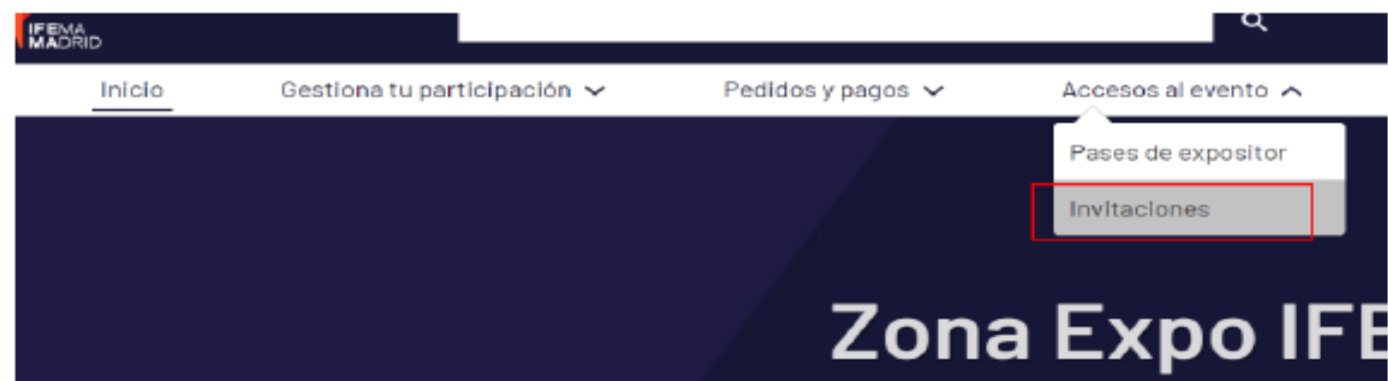 IFEMA
MADRID
Inicio Gestiona tu participación Pedidos y pagos Accesos al evento
Pases de expositor
Invitaciones
Zona Expo IFE